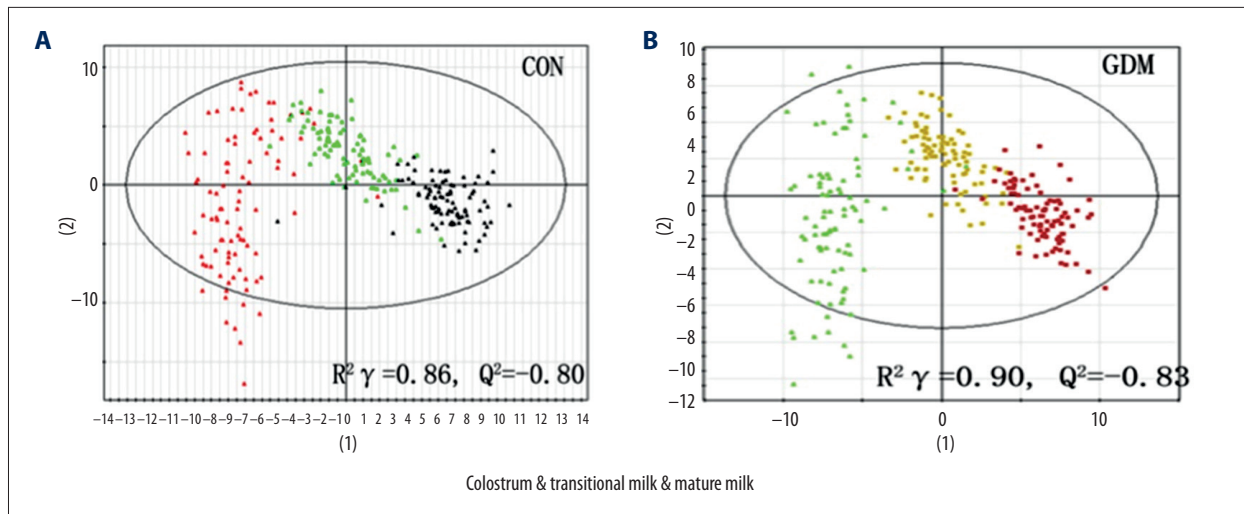 A
CON
10
0
−10
(2)
R² γ =0.86, Q²=−0.80
−14 −13 −12 −11 −10 −9 −8 −7 −6 −5 −4 −3 −2 −1 0 1 2 3 4 5 6 7 8 9 10 11 12 13 14
(1)
B
GDM
10
8
6
4
2
0
−2
−4
−6
−8
−10
−12
(2)
R² γ =0.90, Q²=−0.83
−10 0 10
(1)
Colostrum & transitional milk & mature milk